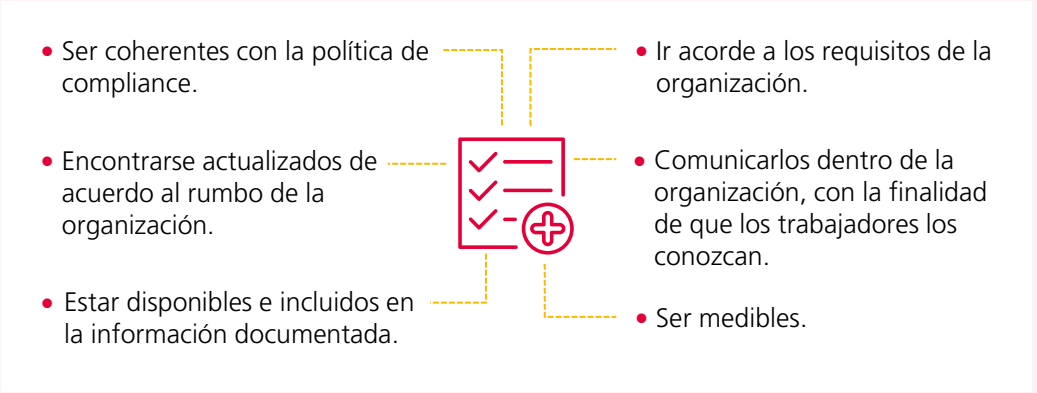 Ser coherentes con la política de
compliance.
Encontrarse actualizados de
acuerdo al rumbo de la
organización.
Estar disponibles e incluidos en
la información documentada.
Ir acorde a los requisitos de la
organización.
Comunicarlos dentro de la
organización, con la finalidad
de que los trabajadores los
conozcan.
Ser medibles.